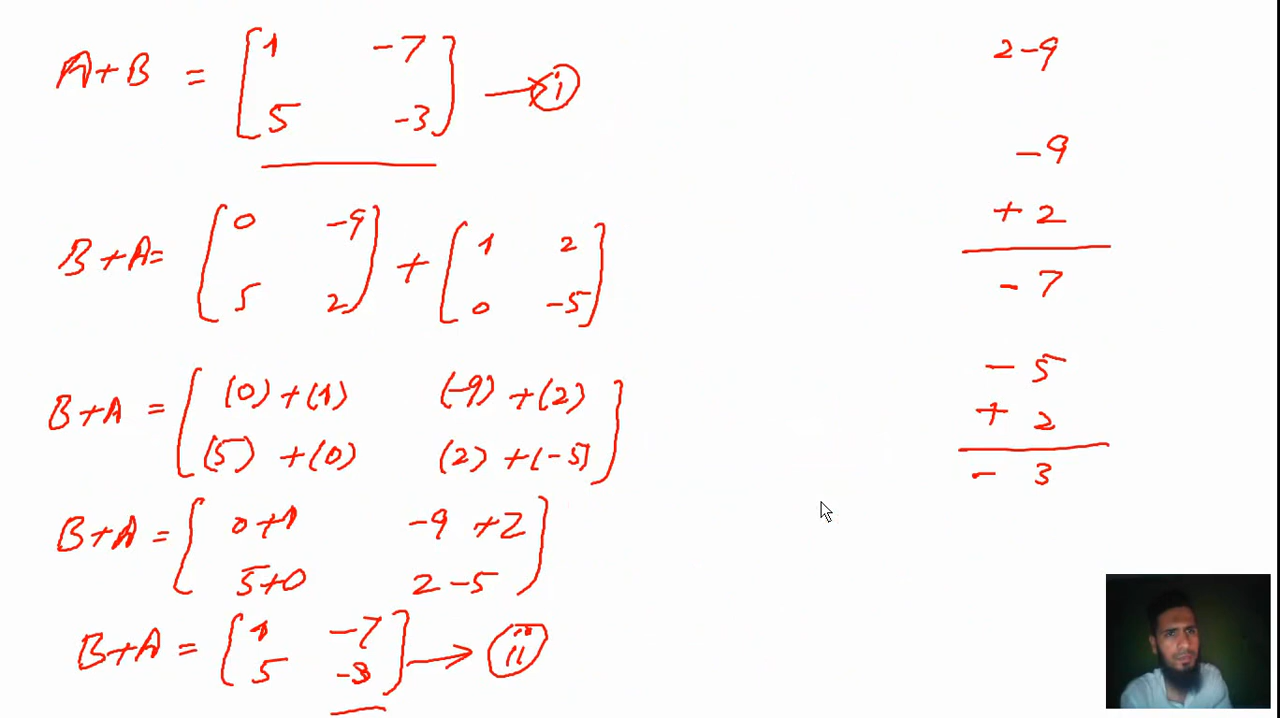 A+B = [1 -7
5 -3] → (i)
B+A= [0 -9
5 2] + [1 2
0 -5]
B+A = [(0)+(1) (-9)+(2)
(5)+(0) (2)+(-5)]
B+A = [0+1 -9+2
5+0 2-5]
B+A = [1 -7
5 -3] → (ii)
2-9
-9
+2
-7
-5
+2
-3